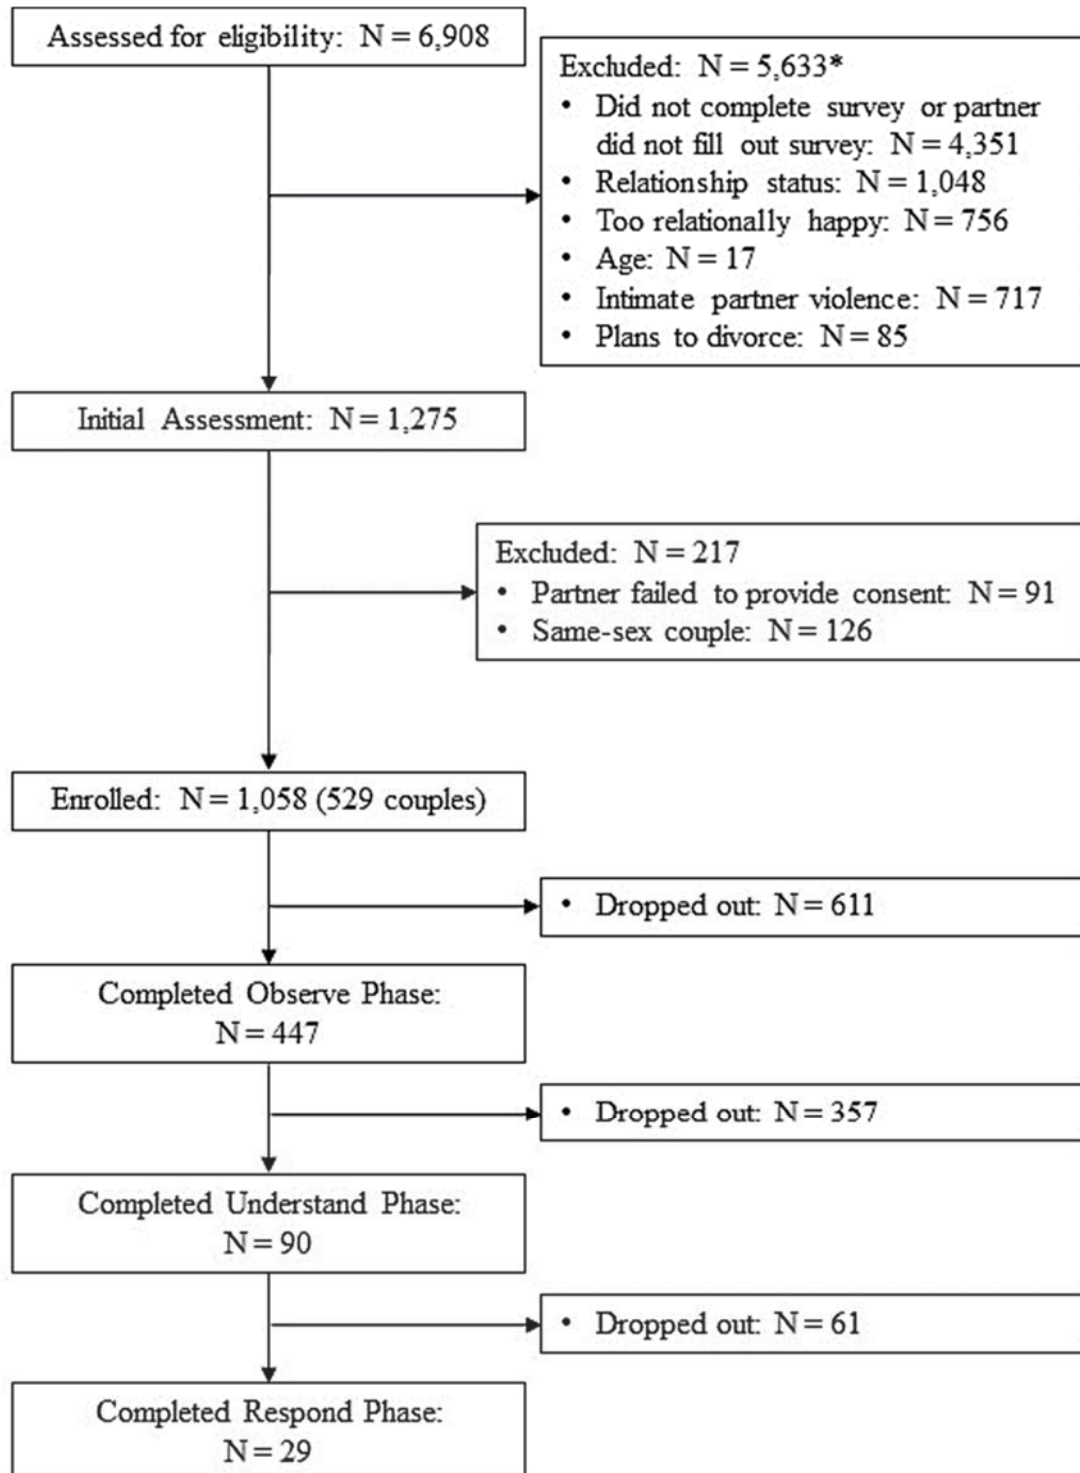 Assessed for eligibility: N = 6,908
Excluded: N = 5,633*
• Did not complete survey or partner
did not fill out survey: N = 4,351
• Relationship status: N = 1,048
• Too relationally happy: N = 756
• Age: N = 17
• Intimate partner violence: N = 717
• Plans to divorce: N = 85
Initial Assessment: N = 1,275
Excluded: N = 217
• Partner failed to provide consent: N = 91
• Same-sex couple: N = 126
Enrolled: N = 1,058 (529 couples)
• Dropped out: N = 611
Completed Observe Phase:
N = 447
• Dropped out: N = 357
Completed Understand Phase:
N = 90
• Dropped out: N = 61
Completed Respond Phase:
N = 29